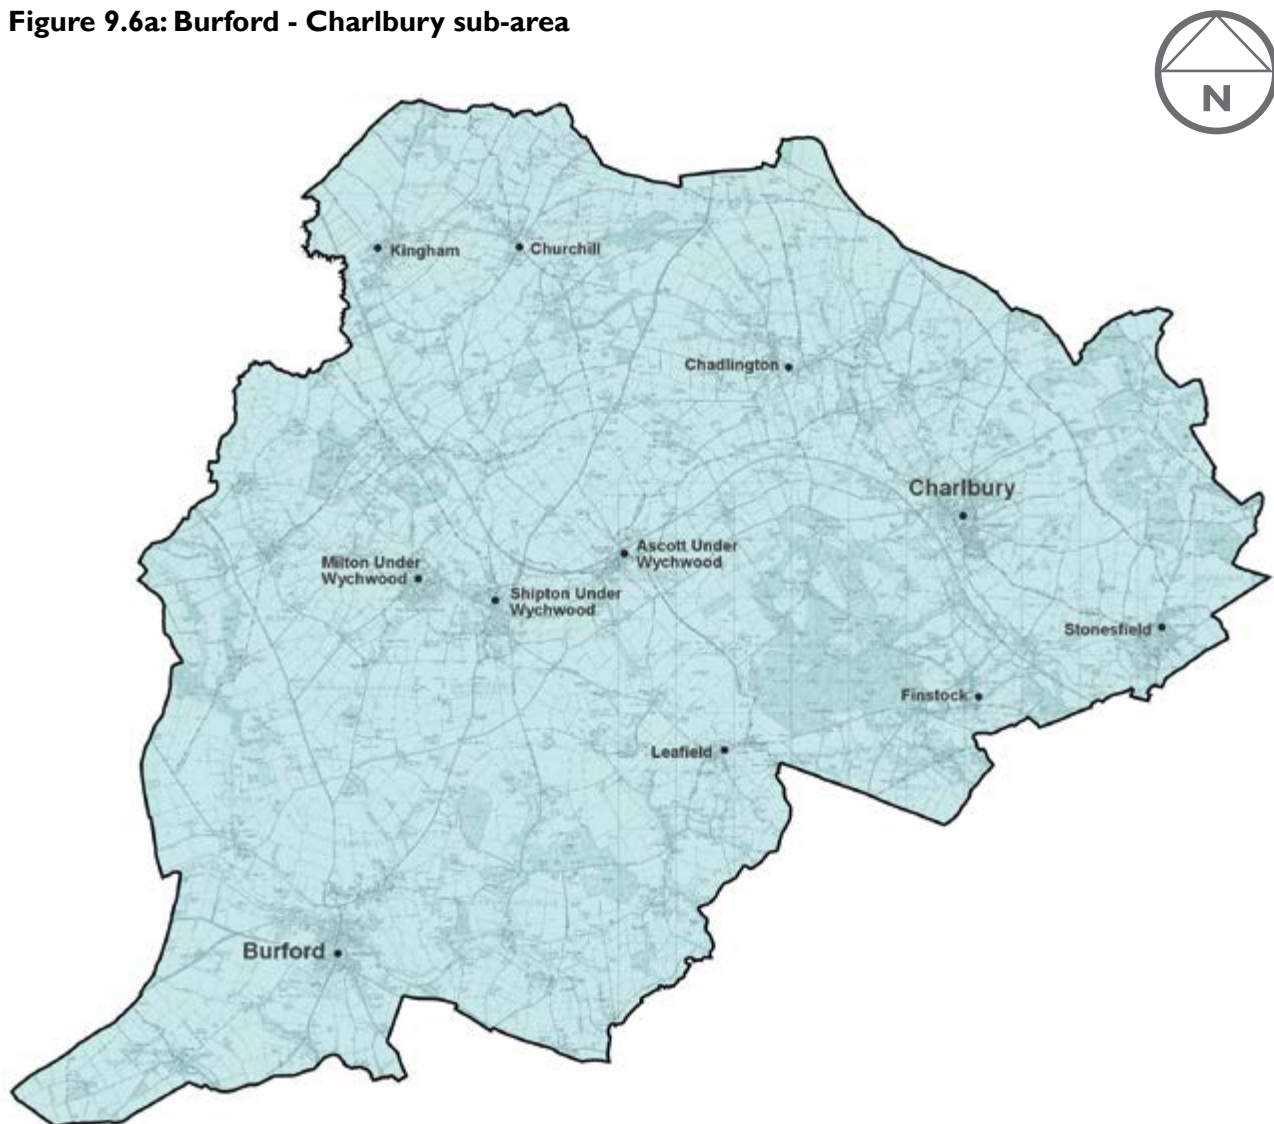 Figure 9.6a: Burford - Charlbury sub-area
N
Kingham
Churchill
Chadlington
Charlbury
Ascott Under
Wychwood
Milton Under
Wychwood
Shipton Under
Wychwood
Stonesfield
Finstock
Leafield
Burford